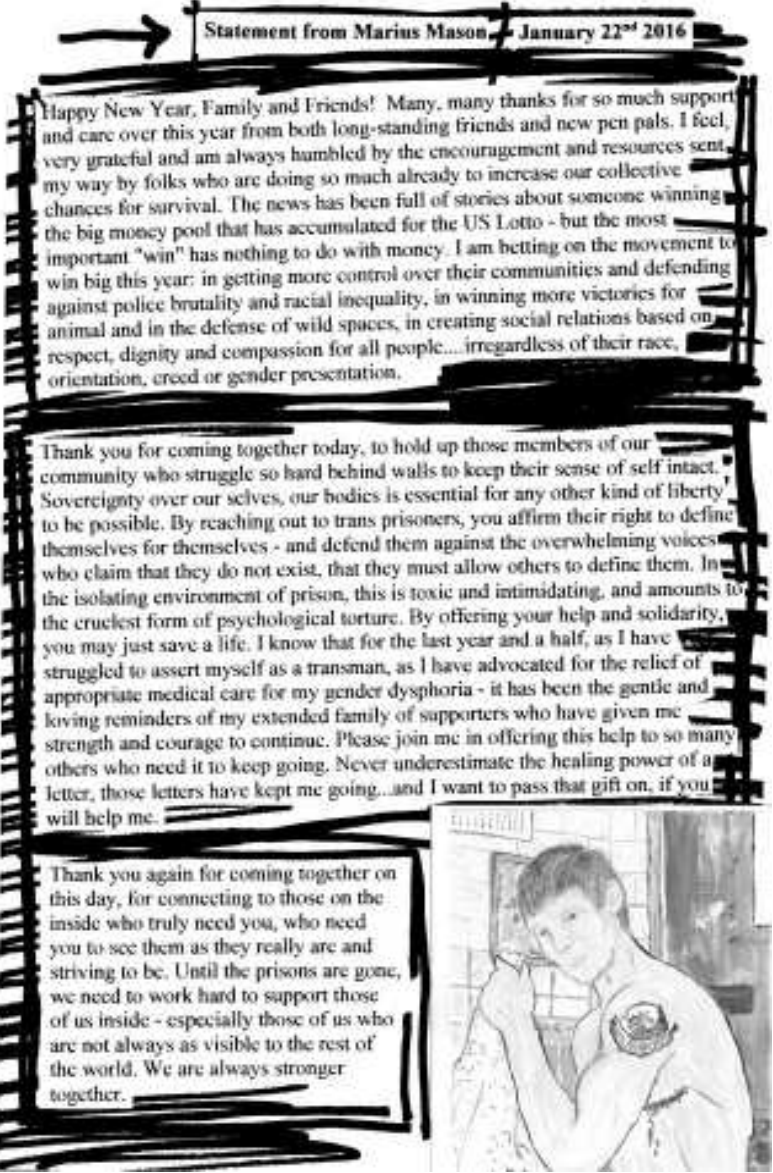 Statement from Marius Mason January 22nd 2016
Happy New Year, Family and Friends! Many, many thanks for so much support
and care over this year from both long-standing friends and new pen pals. I feel,
very grateful and am always humbled by the encouragement and resources sent
my way by folks who are doing so much already to increase our collective
chances for survival. The news has been full of stories about someone winning
the big money pool that has accumulated for the US Lotto - but the most
important "win" has nothing to do with money. I am betting on the movement to
win big this year: in getting more control over their communities and defending
against police brutality and racial inequality, in winning more victories for
animal and in the defense of wild spaces, in creating social relations based on
respect, dignity and compassion for all people....irregardless of their race,
orientation, creed or gender presentation.
Thank you for coming together today, to hold up those members of our
community who struggle so hard behind walls to keep their sense of self intact.
Sovereignty over our selves, our bodies is essential for any other kind of liberty
to be possible. By reaching out to trans prisoners, you affirm their right to define
themselves for themselves - and defend them against the overwhelming voices
who claim that they do not exist, that they must allow others to define them. In
the isolating environment of prison, this is toxic and intimidating, and amounts to
the cruelest form of psychological torture. By offering your help and solidarity,
you may just save a life. I know that for the last year and a half, as I have
struggled to assert myself as a transman, as I have advocated for the relief of
appropriate medical care for my gender dysphoria - it has been the gentle and
loving reminders of my extended family of supporters who have given me
strength and courage to continue. Please join me in offering this help to so many
others who need it to keep going. Never underestimate the healing power of a
letter, those letters have kept me going...and I want to pass that gift on, if you
will help me.
Thank you again for coming together on
this day, for connecting to those on the
inside who truly need you, who need
you to see them as they really are and
striving to be. Until the prisons are gone,
we need to work hard to support those
of us inside - especially those of us who
are not always as visible to the rest of
the world. We are always stronger
together.